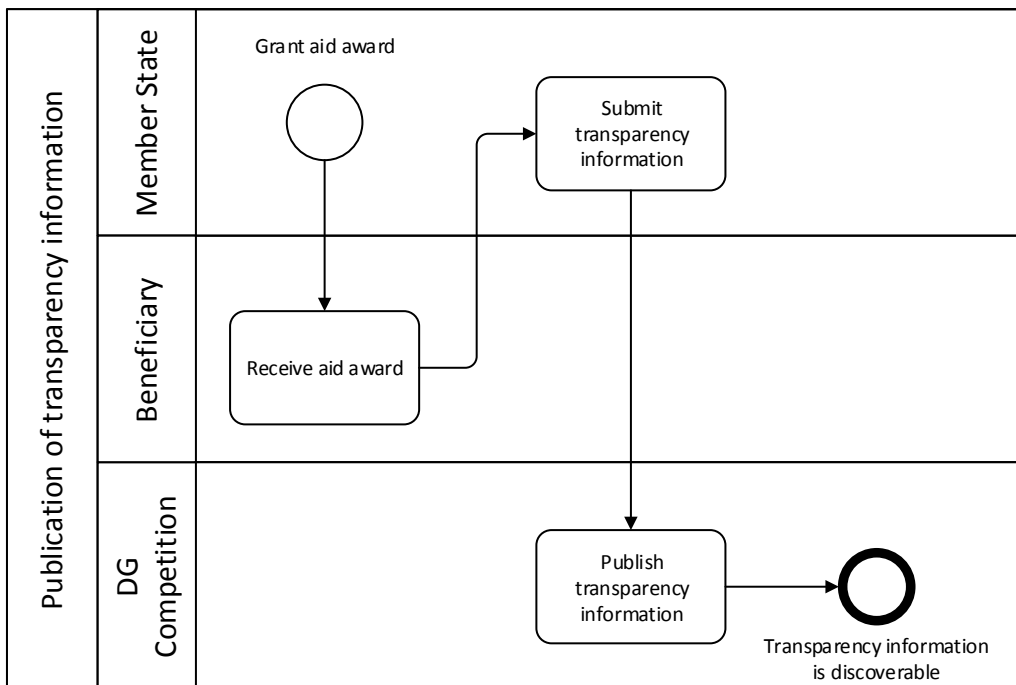 Publication of transparency information
Member State
Grant aid award
Submit
transparency
information
Beneficiary
Receive aid award
DG
Competition
Publish
transparency
information
Transparency information
is discoverable